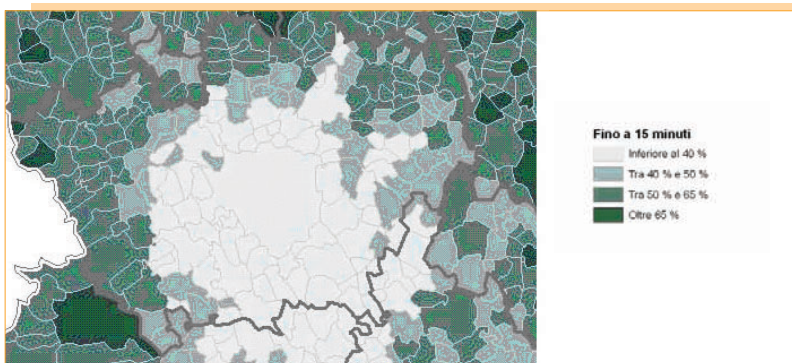 Fino a 15 minuti
Inferiore al 40 %
Tra 40 % e 50 %
Tra 50 % e 65 %
Oltre 65 %